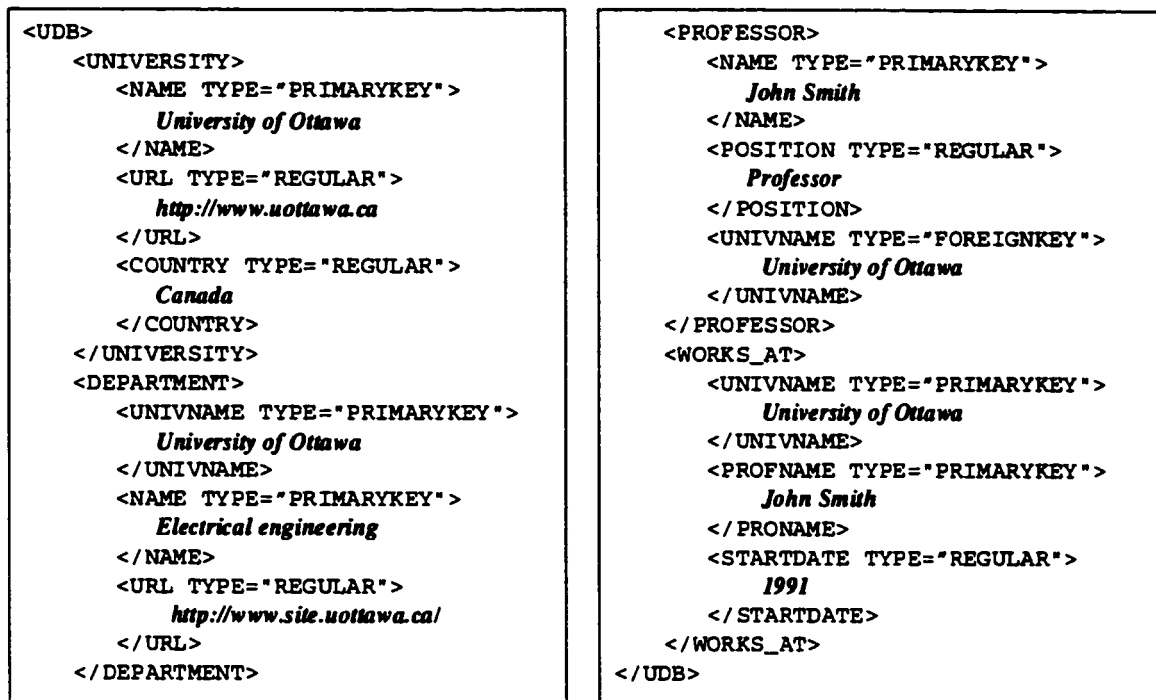 <UDB>
<UNIVERSITY>
<NAME TYPE="PRIMARYKEY">
University of Ottawa
</NAME>
<URL TYPE="REGULAR">
http://www.uottawa.ca
</URL>
<COUNTRY TYPE="REGULAR">
Canada
</COUNTRY>
</UNIVERSITY>
<DEPARTMENT>
<UNIVNAME TYPE="PRIMARYKEY">
University of Ottawa
</UNIVNAME>
<NAME TYPE="PRIMARYKEY">
Electrical engineering
</NAME>
<URL TYPE="REGULAR">
http://www.site.uottawa.ca/
</URL>
</DEPARTMENT>
<PROFESSOR>
<NAME TYPE="PRIMARYKEY">
John Smith
</NAME>
<POSITION TYPE="REGULAR">
Professor
</POSITION>
<UNIVNAME TYPE="FOREIGNKEY">
University of Ottawa
</UNIVNAME>
</PROFESSOR>
<WORKS_AT>
<UNIVNAME TYPE="PRIMARYKEY">
University of Ottawa
</UNIVNAME>
<PROFNAME TYPE="PRIMARYKEY">
John Smith
</PRONAME>
<STARTDATE TYPE="REGULAR">
1991
</STARTDATE>
</WORKS_AT>
</UDB>